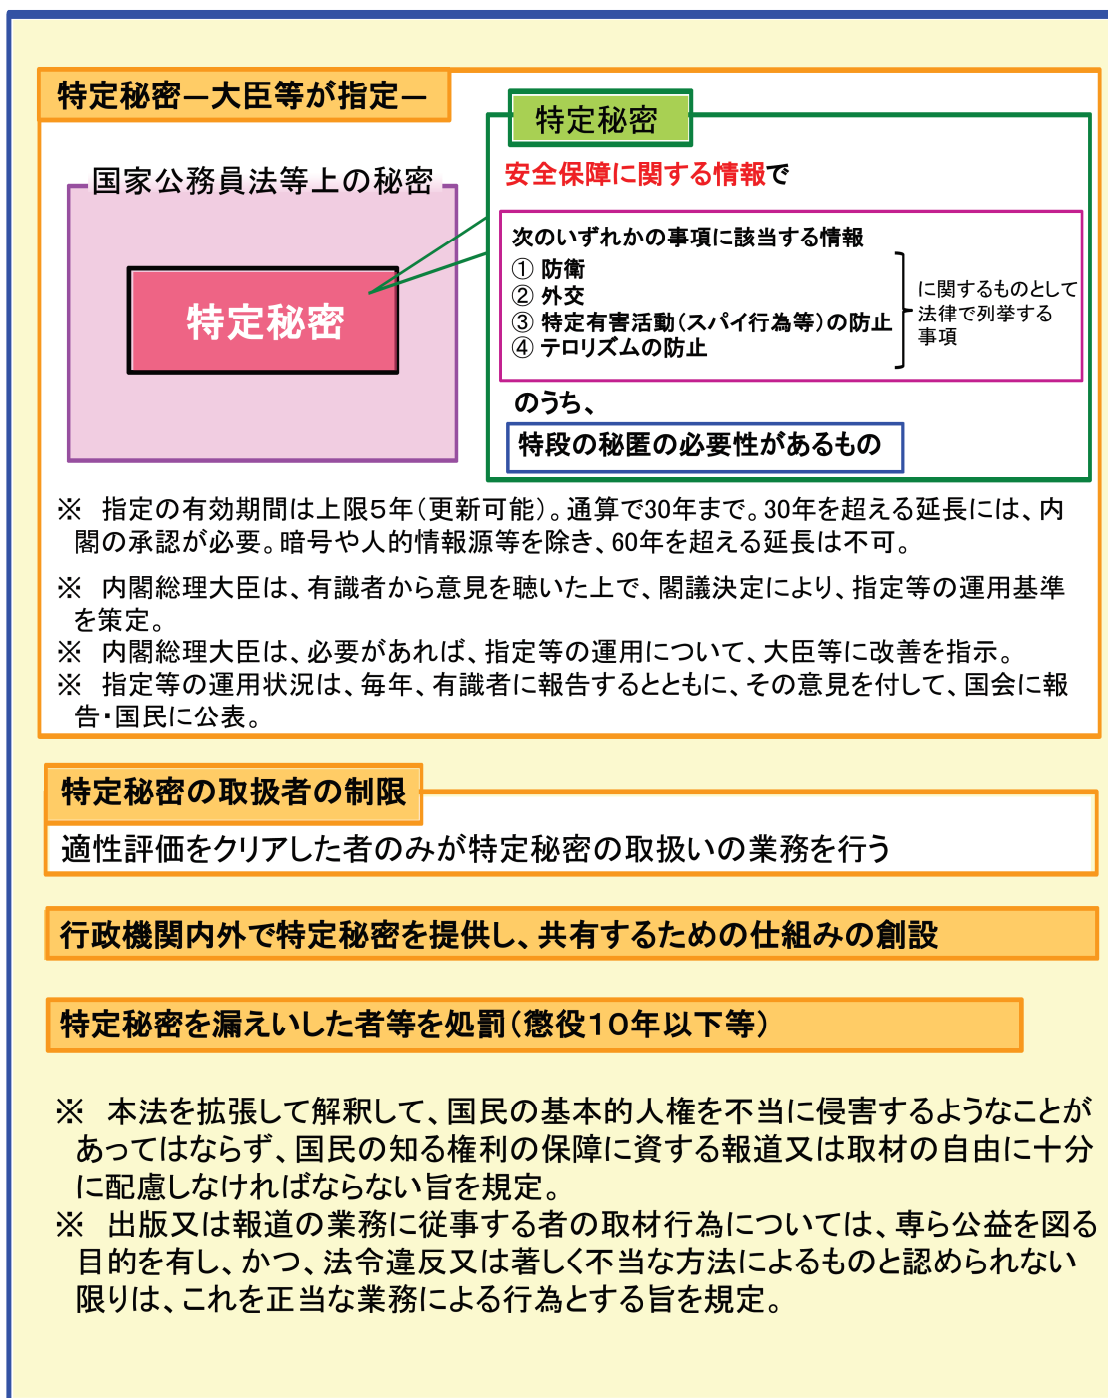 特定秘密―大臣等が指定―
国家公務員法等上の秘密
特定秘密
特定秘密
安全保障に関する情報で
次のいずれかの事項に該当する情報
① 防衛
② 外交
③ 特定有害活動(スパイ行為等)の防止
④ テロリズムの防止
に関するものとして
法律で列挙する
事項
のうち、
特段の秘匿の必要性があるもの
※ 指定の有効期間は上限5年(更新可能)。通算で30年まで。30年を超える延長には、内
閣の承認が必要。暗号や人的情報源等を除き、60年を超える延長は不可。
※ 内閣総理大臣は、有識者から意見を聴いた上で、閣議決定により、指定等の運用基準
を策定。
※ 内閣総理大臣は、必要があれば、指定等の運用について、大臣等に改善を指示。
※ 指定等の運用状況は、毎年、有識者に報告するとともに、その意見を付して、国会に報
告・国民に公表。
特定秘密の取扱者の制限
適性評価をクリアした者のみが特定秘密の取扱いの業務を行う
行政機関内外で特定秘密を提供し、共有するための仕組みの創設
特定秘密を漏えいした者等を処罰(懲役10年以下等)
※ 本法を拡張して解釈して、国民の基本的人権を不当に侵害するようなことが
あってはならず、国民の知る権利の保障に資する報道又は取材の自由に十分
に配慮しなければならない旨を規定。
※ 出版又は報道の業務に従事する者の取材行為については、専ら公益を図る
目的を有し、かつ、法令違反又は著しく不当な方法によるものと認められない
限りは、これを正当な業務による行為とする旨を規定。